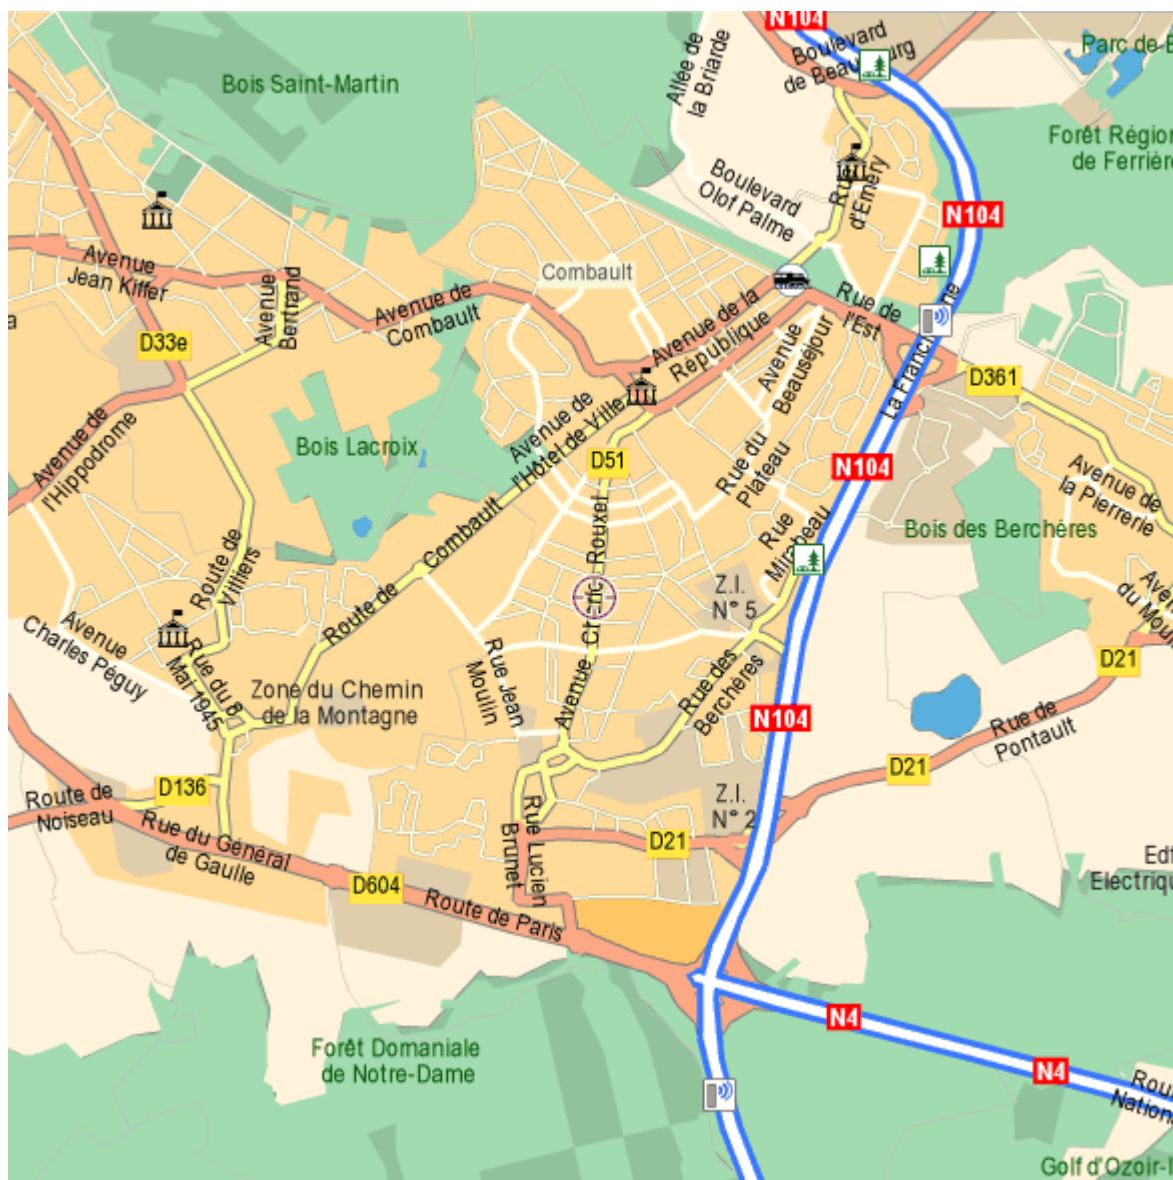 N104
Boulevard
de Beaubourg
Allée de
la Briarde
Parc de
Bois Saint-Martin
Forêt Région
de Ferrière
Boulevard
Olof Palme
Rue
d'Emery
N104
Avenue
Jean Kiffer
Avenue
Bertrand
Avenue de
Combault
Combault
Avenue de la
République
Rue de
l'Est
Avenue
Beauséjour
La Francilienne
D33e
D361
Avenue de
l'Hippodrome
Bois Lacroix
Avenue de
l'Hôtel de Ville
D51
Rue du
Plateau
N104
Avenue de
la Pierrerie
Bois des Berchères
Rue
Mirabeau
Route de
Villiers
Route de
Combault
Avenue Charles Rouxel
Z.I.
N° 5
Avenue
Charles Péguy
Rue du 8
Mai 1945
Rue Jean
Moulin
Rue des
Berchères
Zone du Chemin
de la Montagne
N104
D21
Rue de
Pontault
D21
D136
Route de
Noiseau
Rue du Général
de Gaulle
Rue Lucien
Brunet
Z.I.
N° 2
D21
D604
Route de Paris
Edf
Electriqu
N4
N4
Forêt Domaniale
de Notre-Dame
Rou
Nationa
Golf d'Ozoir-l